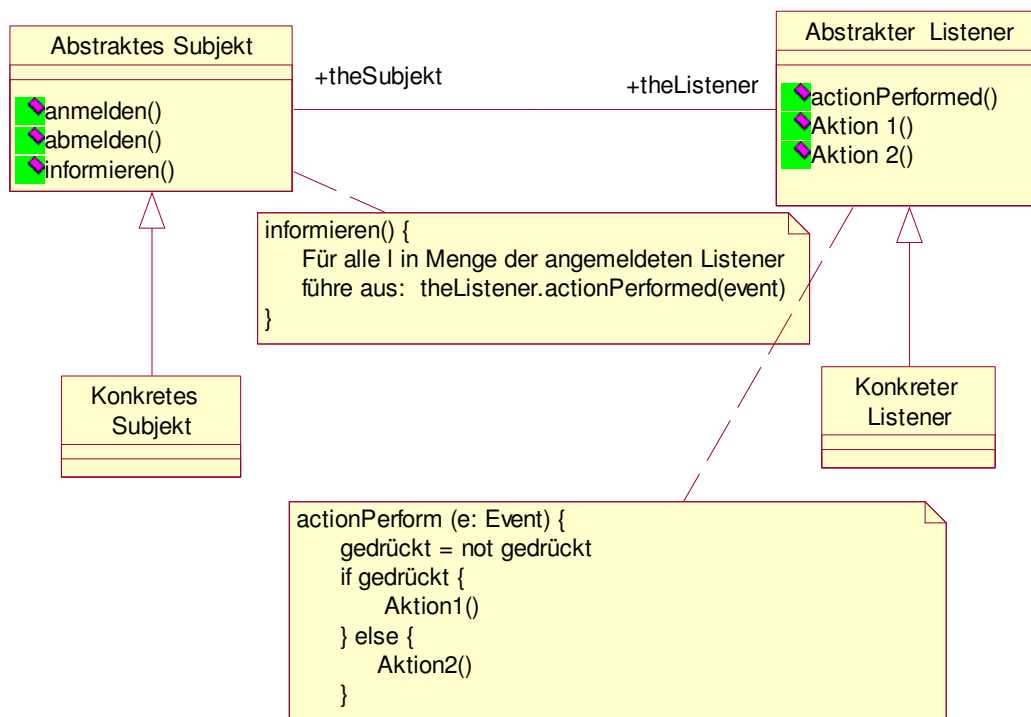 Abstraktes Subjekt
anmelden()
abmelden()
informieren()
+theSubjekt
+theListener
Abstrakter Listener
actionPerformed()
Aktion 1()
Aktion 2()
informieren() {
Für alle l in Menge der angemeldeten Listener
führe aus: theListener.actionPerformed(event)
}
Konkretes
Subjekt
Konkreter
Listener
actionPerform (e: Event) {
gedrückt = not gedrückt
if gedrückt {
Aktion1()
} else {
Aktion2()
}